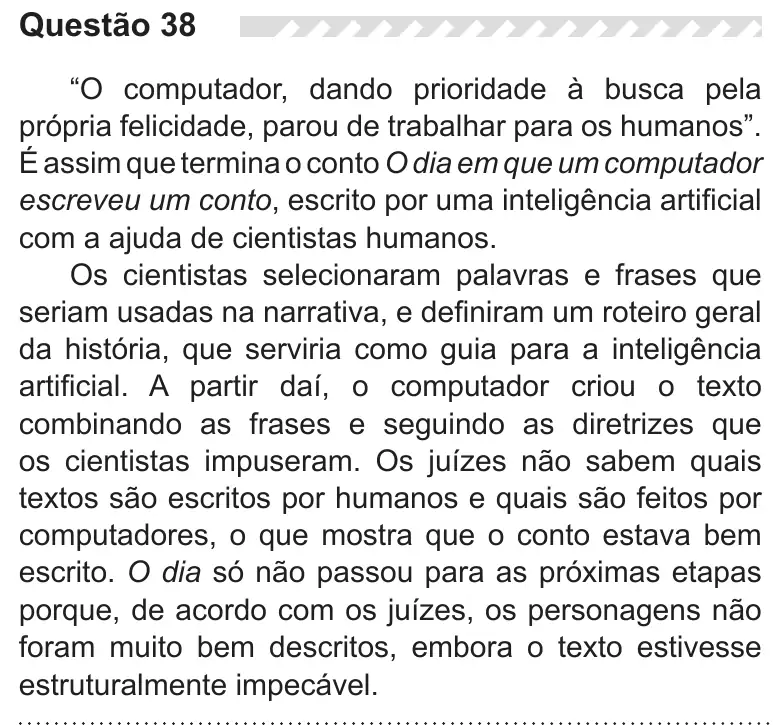 Questão 38
“O computador, dando prioridade à busca pela
própria felicidade, parou de trabalhar para os humanos”.
É assim que termina o conto O dia em que um computador
escreveu um conto, escrito por uma inteligência artificial
com a ajuda de cientistas humanos.
Os cientistas selecionaram palavras e frases que
seriam usadas na narrativa, e definiram um roteiro geral
da história, que serviria como guia para a inteligência
artificial. A partir daí, o computador criou o texto
combinando as frases e seguindo as diretrizes que
os cientistas impuseram. Os juízes não sabem quais
textos são escritos por humanos e quais são feitos por
computadores, o que mostra que o conto estava bem
escrito. O dia só não passou para as próximas etapas
porque, de acordo com os juízes, os personagens não
foram muito bem descritos, embora o texto estivesse
estruturalmente impecável.